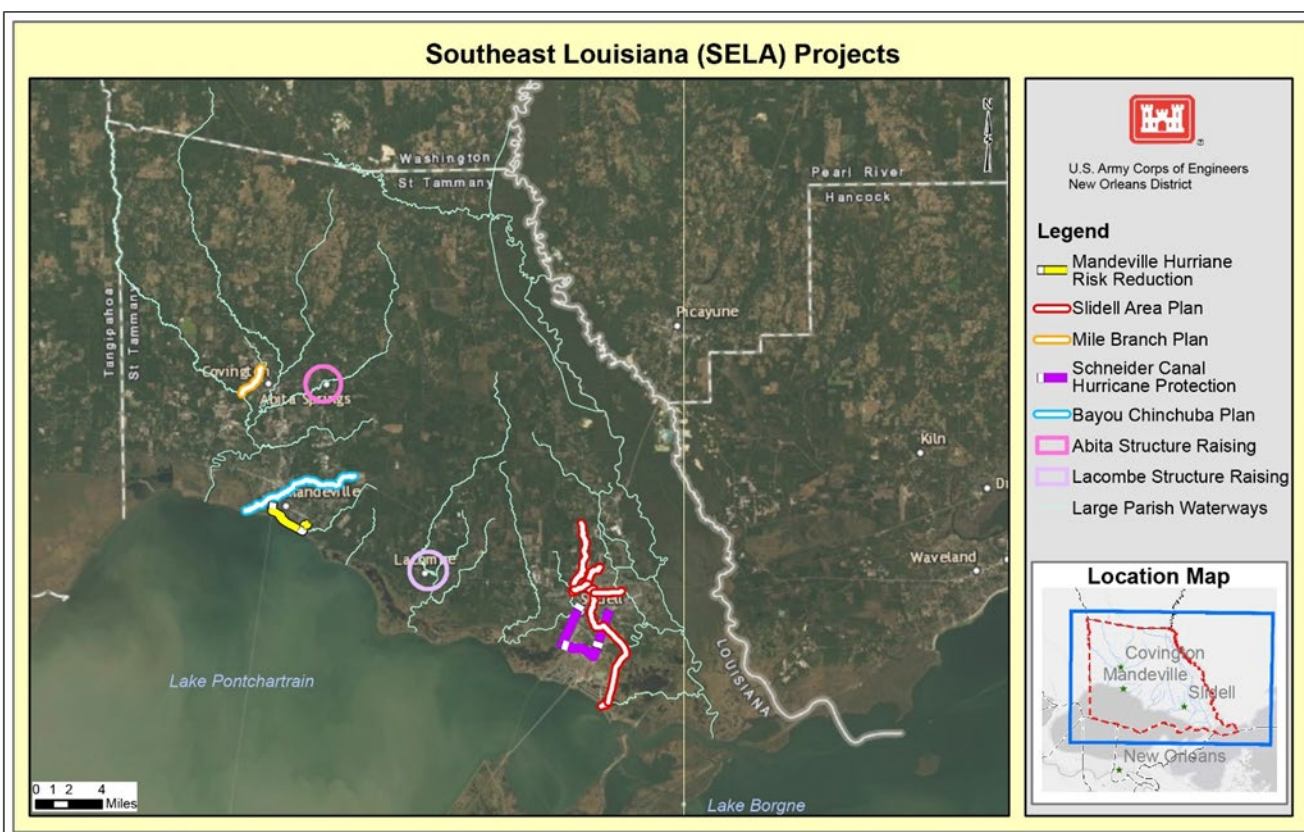 Southeast Louisiana (SELA) Projects
N
Washington
St Tammany
Pearl River
Hancock
Tangipahoa
St Tammany
Picayune
Covington
Abita Springs
Kiln
Mandeville
Waveland
Lacombe
Slidell
LOUISIANA
Lake Pontchartrain
Lake Borgne
0 1 2 4
Miles
U.S. Army Corps of Engineers
New Orleans District
Legend
Mandeville Hurriane
Risk Reduction
Slidell Area Plan
Mile Branch Plan
Schneider Canal
Hurricane Protection
Bayou Chinchuba Plan
Abita Structure Raising
Lacombe Structure Raising
Large Parish Waterways
Location Map
Covington
Mandeville
Slidell
New Orleans